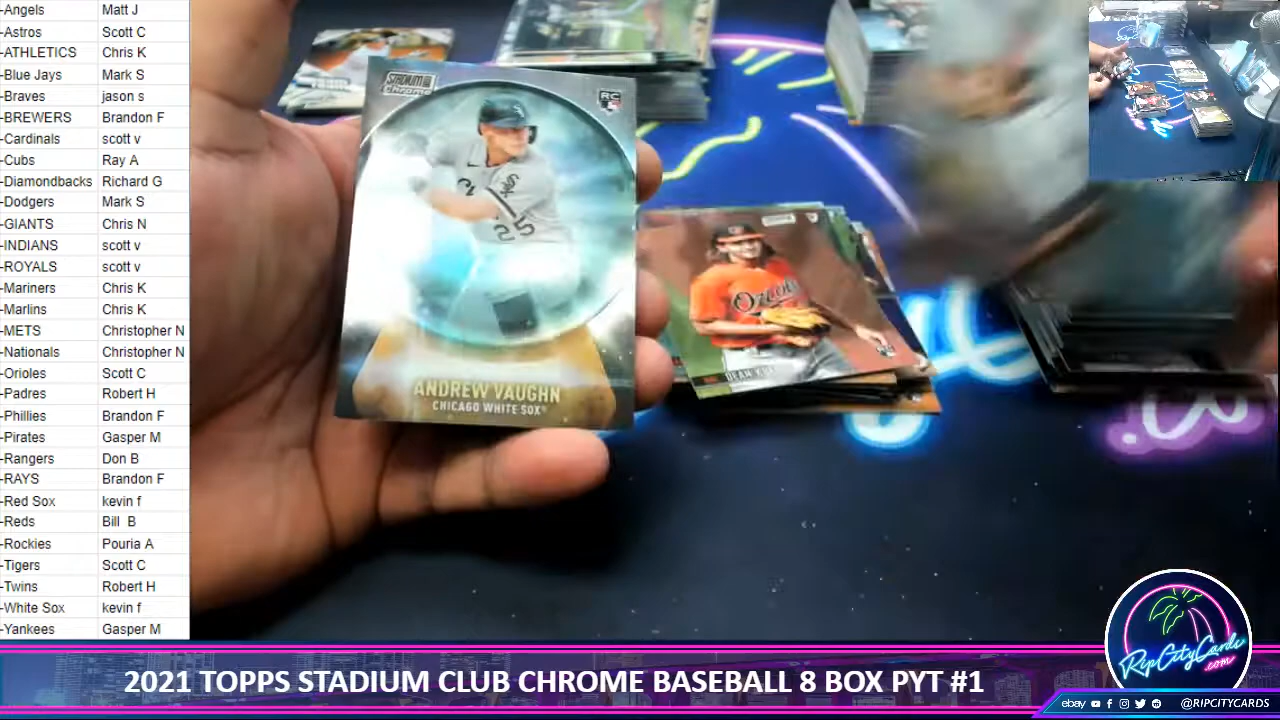 -Angels Matt J
-Astros Scott C
-ATHLETICS Chris K
-Blue Jays Mark S
-Braves jason s
-BREWERS Brandon F
-Cardinals scott v
-Cubs Ray A
-Diamondbacks Richard G
-Dodgers Mark S
-GIANTS Chris N
-INDIANS scott v
-ROYALS scott v
-Mariners Chris K
-Marlins Chris K
-METS Christopher N
-Nationals Christopher N
-Orioles Scott C
-Padres Robert H
-Phillies Brandon F
-Pirates Gasper M
-Rangers Don B
-RAYS Brandon F
-Red Sox kevin f
-Reds Bill B
-Rockies Pouria A
-Tigers Scott C
-Twins Robert H
-White Sox kevin f
-Yankees Gasper M
STADIUM
Chrome
RC
25
ANDREW VAUGHN
CHICAGO WHITE SOX
DEAN
RipCityCards
.com
2021 TOPPS STADIUM CLUB CHROME BASEBALL 8 BOX PYT #1
ebay @RIPCITYCARDS